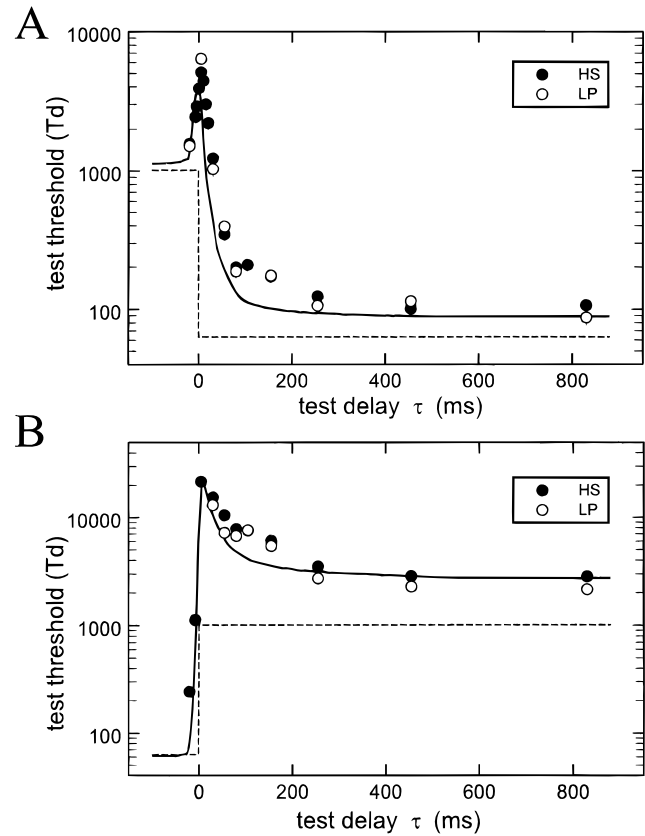 A
10000
1000
100
test threshold (Td)
HS
LP
0 200 400 600 800
test delay τ (ms)
B
10000
1000
100
test threshold (Td)
HS
LP
0 200 400 600 800
test delay τ (ms)